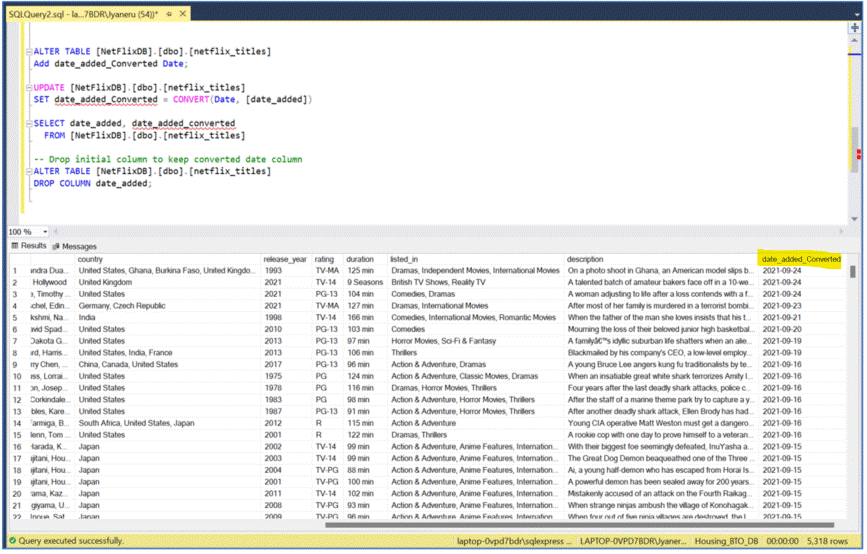 SQLQuery2.sql - la...7BDR\Jyaneru (54))*
ALTER TABLE [NetFlixDB].[dbo].[netflix_titles]
Add date_added_Converted Date;
UPDATE [NetFlixDB].[dbo].[netflix_titles]
SET date_added_Converted = CONVERT(Date, [date_added])
SELECT date_added, date_added_converted
FROM [NetFlixDB].[dbo].[netflix_titles]
-- Drop initial column to keep converted date column
ALTER TABLE [NetFlixDB].[dbo].[netflix_titles]
DROP COLUMN date_added;
100 %
Results Messages
country release_year rating duration listed_in description date_added_Converted
1 andra Dua... United States, Ghana, Burkina Faso, United Kingdo... 1993 TV-MA 125 min Dramas, Independent Movies, International Movies On a photo shoot in Ghana, an American model slips b... 2021-09-24
2 Hollywood United Kingdom 2021 TV-14 9 Seasons British TV Shows, Reality TV A talented batch of amateur bakers face off in a 10-we... 2021-09-24
3 e, Timothy ... United States 2021 PG-13 104 min Comedies, Dramas A woman adjusting to life after a loss contends with a f... 2021-09-24
4 schel, Edin... Germany, Czech Republic 2021 TV-MA 127 min Dramas, International Movies After most of her family is murdered in a terrorist bombi... 2021-09-23
5 kshmi, Na... India 1998 TV-14 166 min Comedies, International Movies, Romantic Movies When the father of the man she loves insists that his t... 2021-09-21
6 vid Spad... United States 2010 PG-13 103 min Comedies Mourning the loss of their beloved junior high basketbal... 2021-09-20
7 Dakota G... United States 2013 PG-13 97 min Horror Movies, Sci-Fi & Fantasy A familyâ€™s idyllic suburban life shatters when an alie... 2021-09-19
8 ard, Harris... United States, India, France 2013 PG-13 106 min Thrillers Blackmailed by his company's CEO, a low-level employ... 2021-09-19
9 rry Chen, ... China, Canada, United States 2017 PG-13 96 min Action & Adventure, Dramas A young Bruce Lee angers kung fu traditionalists by te... 2021-09-16
10 ss, Lorrai... United States 1975 PG 124 min Action & Adventure, Classic Movies, Dramas When an insatiable great white shark terrorizes Amity I... 2021-09-16
11 on, Josep... United States 1978 PG 116 min Dramas, Horror Movies, Thrillers Four years after the last deadly shark attacks, police c... 2021-09-16
12 Corkindale... United States 1983 PG 98 min Action & Adventure, Horror Movies, Thrillers After the staff of a marine theme park try to capture a y... 2021-09-16
13 bles, Kare... United States 1987 PG-13 91 min Action & Adventure, Horror Movies, Thrillers After another deadly shark attack, Ellen Brody has had... 2021-09-16
14 Farmiga, B... South Africa, United States, Japan 2012 R 115 min Action & Adventure Young CIA operative Matt Weston must get a dangero... 2021-09-16
15 lenn, Tom ... United States 2001 R 122 min Dramas, Thrillers A rookie cop with one day to prove himself to a veteran... 2021-09-16
16 Harada, K... Japan 2002 TV-14 99 min Action & Adventure, Anime Features, Internation... With their biggest foe seemingly defeated, InuYasha a... 2021-09-15
17 ajitani, Hou... Japan 2003 TV-14 99 min Action & Adventure, Anime Features, Internation... The Great Dog Demon beaqueathed one of the Three ... 2021-09-15
18 ajitani, Hou... Japan 2004 TV-PG 88 min Action & Adventure, Anime Features, Internation... Ai, a young half-demon who has escaped from Horai Is... 2021-09-15
19 ajitani, Hou... Japan 2001 TV-PG 100 min Action & Adventure, Anime Features, Internation... A powerful demon has been sealed away for 200 years... 2021-09-15
20 ama, Kaz... Japan 2011 TV-14 102 min Action & Adventure, Anime Features, Internation... Mistakenly accused of an attack on the Fourth Raikag... 2021-09-15
21 giyama, U... Japan 2008 TV-PG 93 min Action & Adventure, Anime Features, Internation... When strange ninjas ambush the village of Konohagak... 2021-09-15
22 Inoue, Sat... Japan 2009 TV-PG 96 min Action & Adventure, Anime Features, Internation... When four out of five ninja villages are destroyed, the l... 2021-09-15
Query executed successfully. laptop-0vpd7bdr\sqlexpress ... LAPTOP-0VPD7BDR\Jyaner... Housing_BTO_DB 00:00:00 5,318 rows